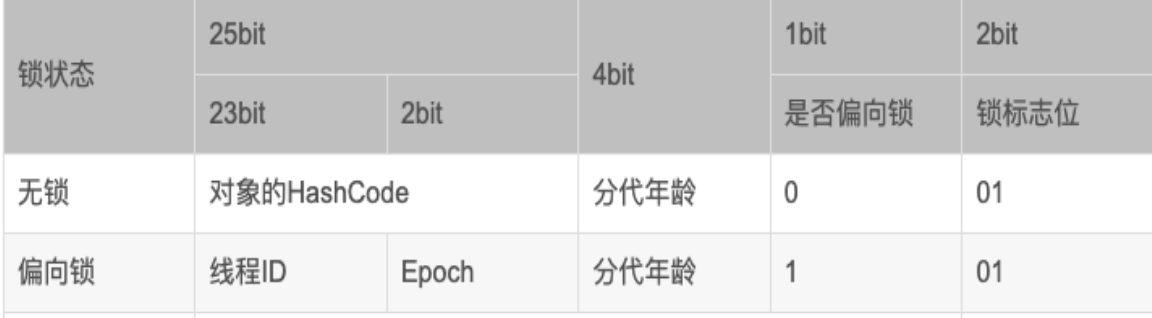 锁状态 25bit 4bit 1bit 2bit
23bit 2bit 是否偏向锁 锁标志位
无锁 对象的HashCode 分代年龄 0 01
偏向锁 线程ID Epoch 分代年龄 1 01